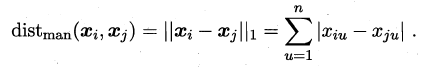 dist_man(x_i, x_j) = ||x_i − x_j||_1 = ∑_{u=1}^{n} |x_{iu} − x_{ju}| .